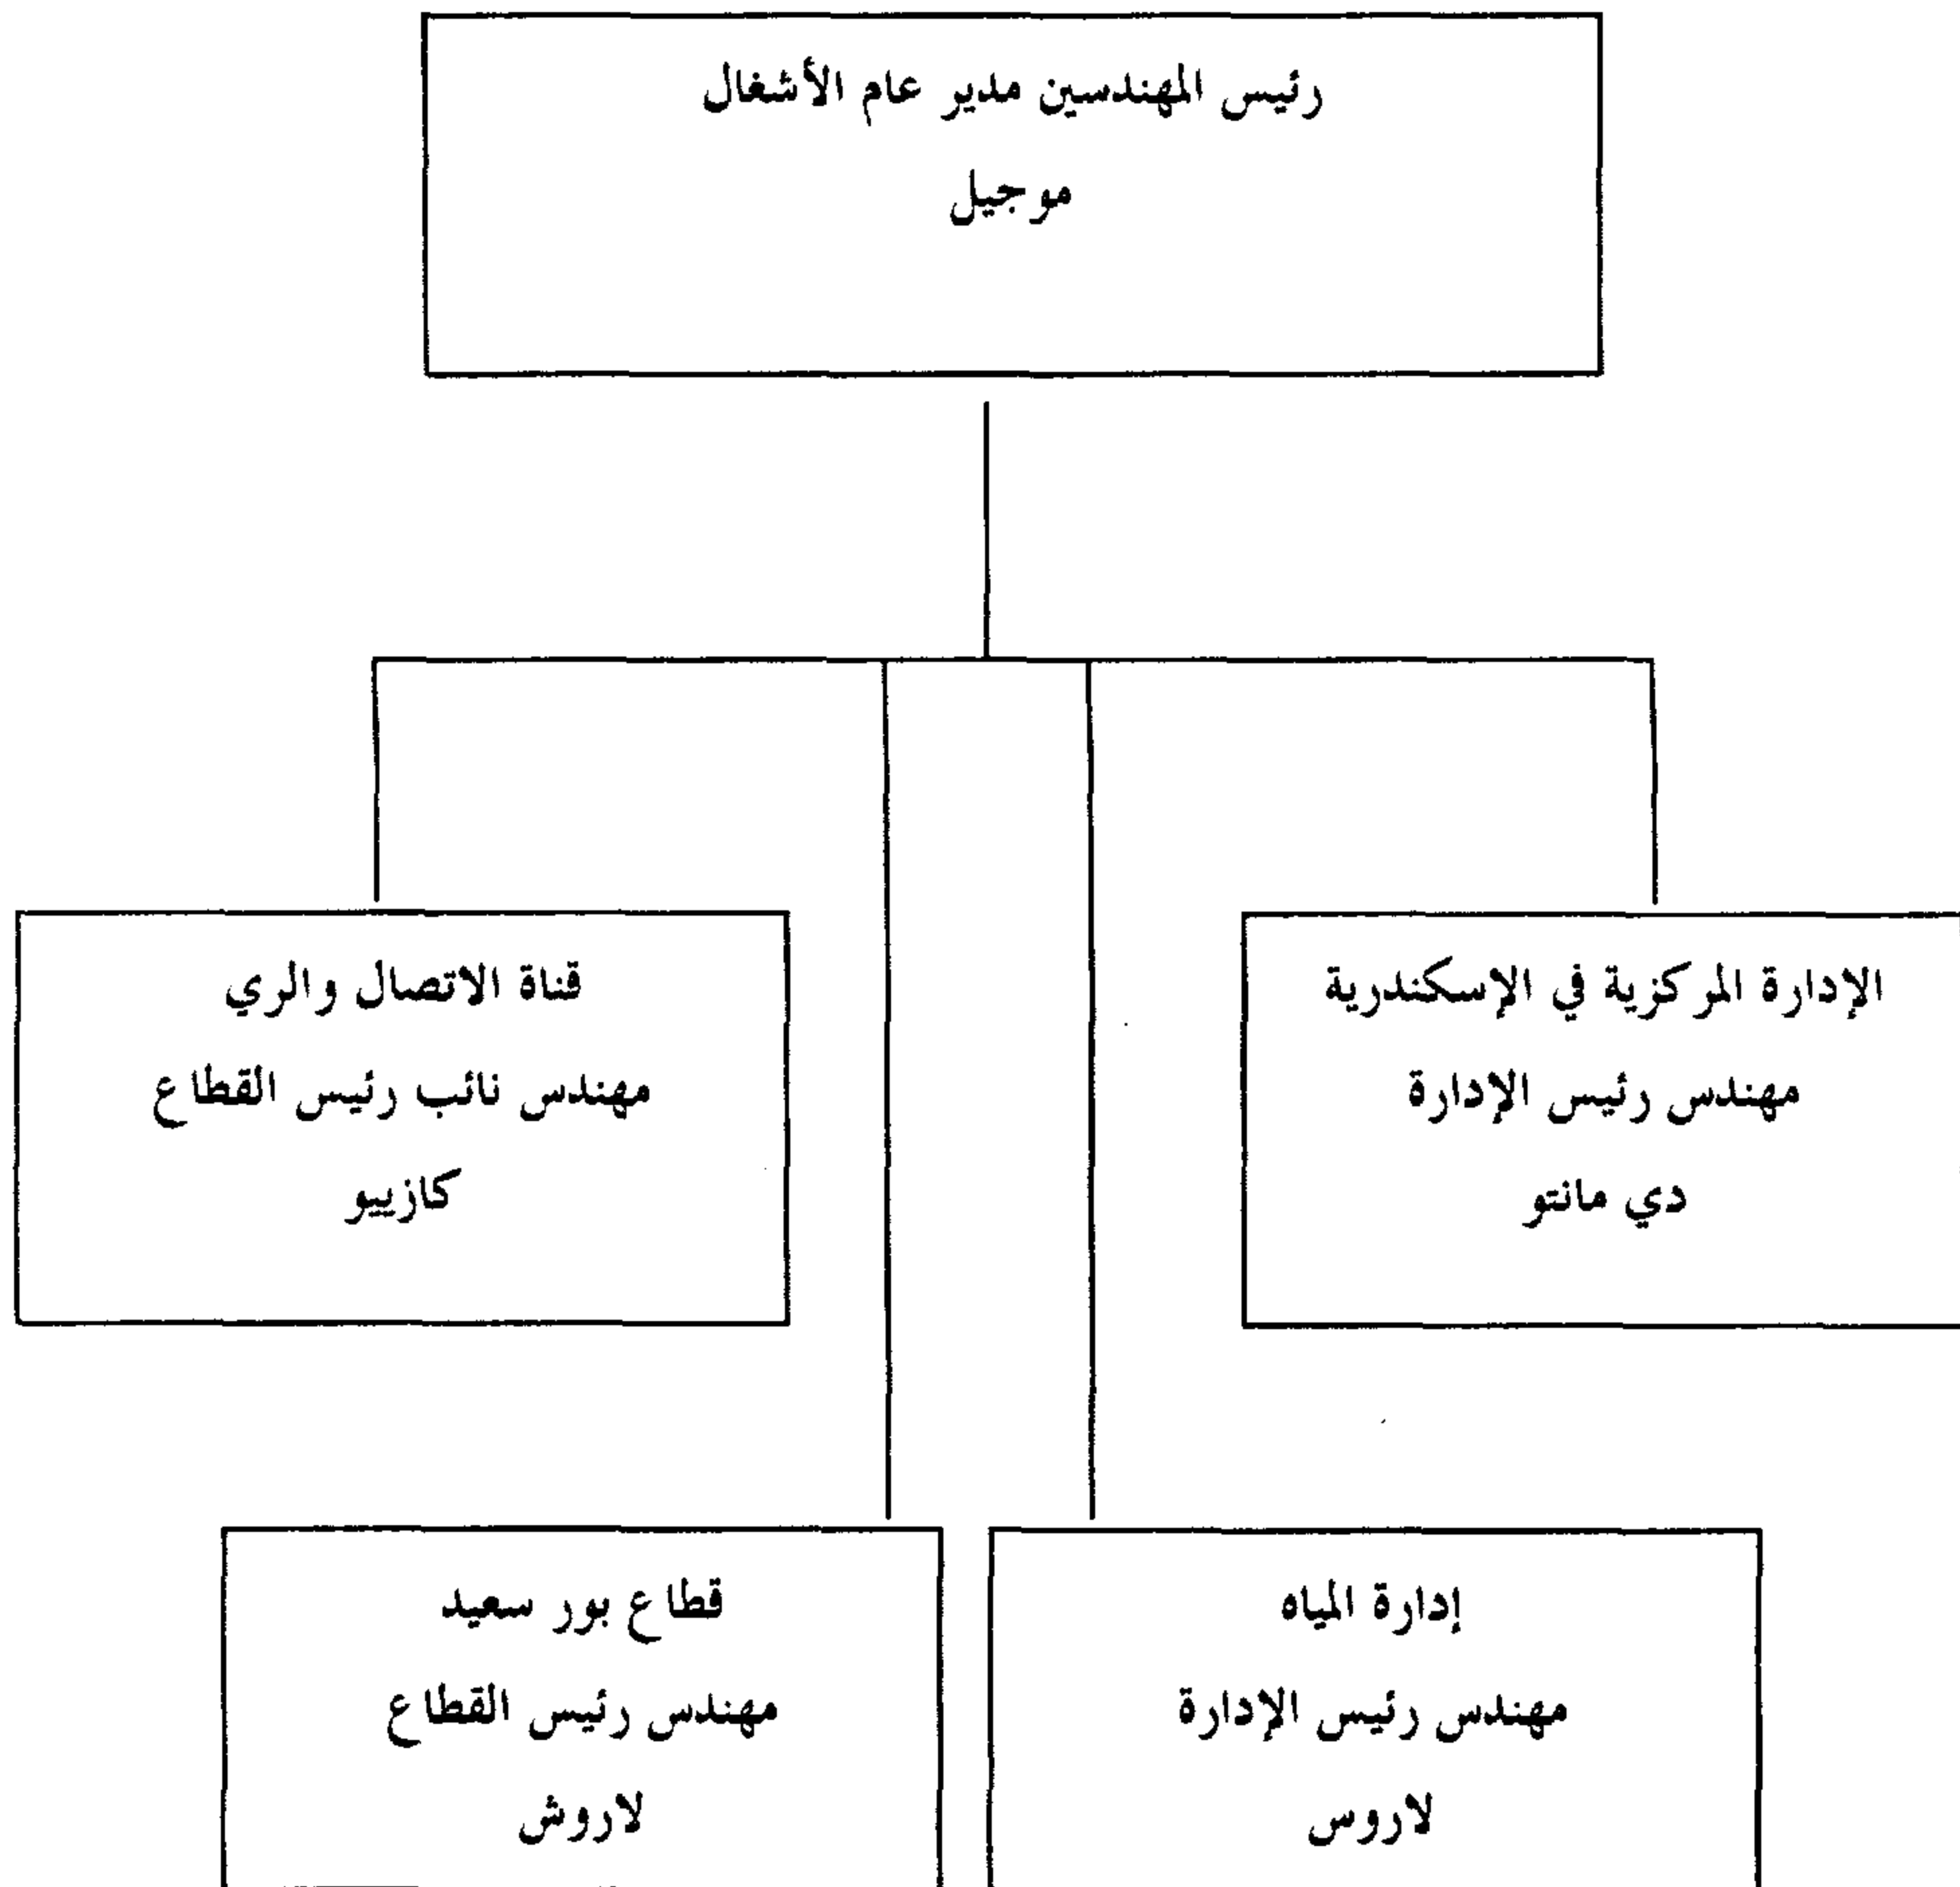 رئيس المهندسين مدير عام الأشغال
موجيل
الإدارة المركزية في الإسكندرية
مهندس رئيس الإدارة
دي مانتو
قناة الاتصال والري
مهندس نائب رئيس القطاع
كازييو
إدارة المياه
مهندس رئيس الإدارة
لاروس
قطاع بور سعيد
مهندس رئيس القطاع
لاروش